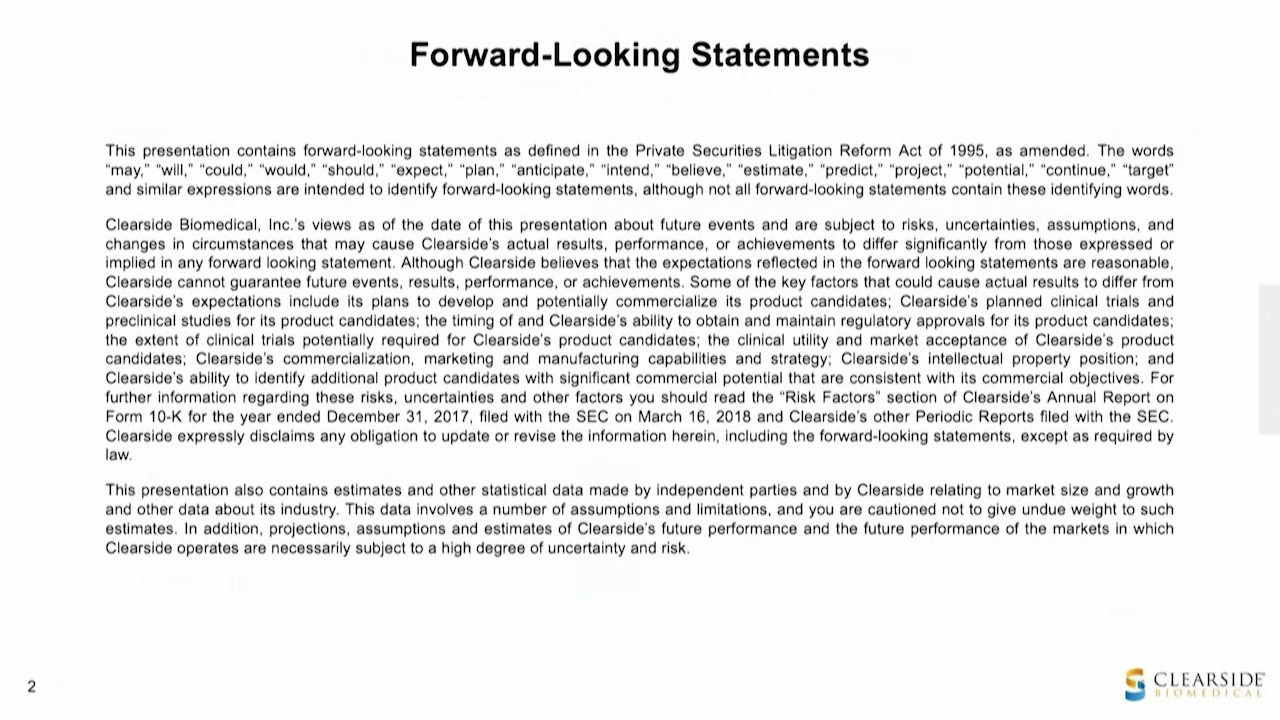 Forward-Looking Statements
This presentation contains forward-looking statements as defined in the Private Securities Litigation Reform Act of 1995, as amended. The words
“may,” “will,” “could,” “would,” “should,” “expect,” “plan,” “anticipate,” “intend,” “believe,” “estimate,” “predict,” “project,” “potential,” “continue,” “target”
and similar expressions are intended to identify forward-looking statements, although not all forward-looking statements contain these identifying words.
Clearside Biomedical, Inc.’s views as of the date of this presentation about future events and are subject to risks, uncertainties, assumptions, and
changes in circumstances that may cause Clearside’s actual results, performance, or achievements to differ significantly from those expressed or
implied in any forward looking statement. Although Clearside believes that the expectations reflected in the forward looking statements are reasonable,
Clearside cannot guarantee future events, results, performance, or achievements. Some of the key factors that could cause actual results to differ from
Clearside’s expectations include its plans to develop and potentially commercialize its product candidates; Clearside’s planned clinical trials and
preclinical studies for its product candidates; the timing of and Clearside’s ability to obtain and maintain regulatory approvals for its product candidates;
the extent of clinical trials potentially required for Clearside’s product candidates; the clinical utility and market acceptance of Clearside’s product
candidates; Clearside’s commercialization, marketing and manufacturing capabilities and strategy; Clearside’s intellectual property position; and
Clearside’s ability to identify additional product candidates with significant commercial potential that are consistent with its commercial objectives. For
further information regarding these risks, uncertainties and other factors you should read the “Risk Factors” section of Clearside’s Annual Report on
Form 10-K for the year ended December 31, 2017, filed with the SEC on March 16, 2018 and Clearside’s other Periodic Reports filed with the SEC.
Clearside expressly disclaims any obligation to update or revise the information herein, including the forward-looking statements, except as required by
law.
This presentation also contains estimates and other statistical data made by independent parties and by Clearside relating to market size and growth
and other data about its industry. This data involves a number of assumptions and limitations, and you are cautioned not to give undue weight to such
estimates. In addition, projections, assumptions and estimates of Clearside’s future performance and the future performance of the markets in which
Clearside operates are necessarily subject to a high degree of uncertainty and risk.
2
CLEARSIDE
BIOMEDICAL